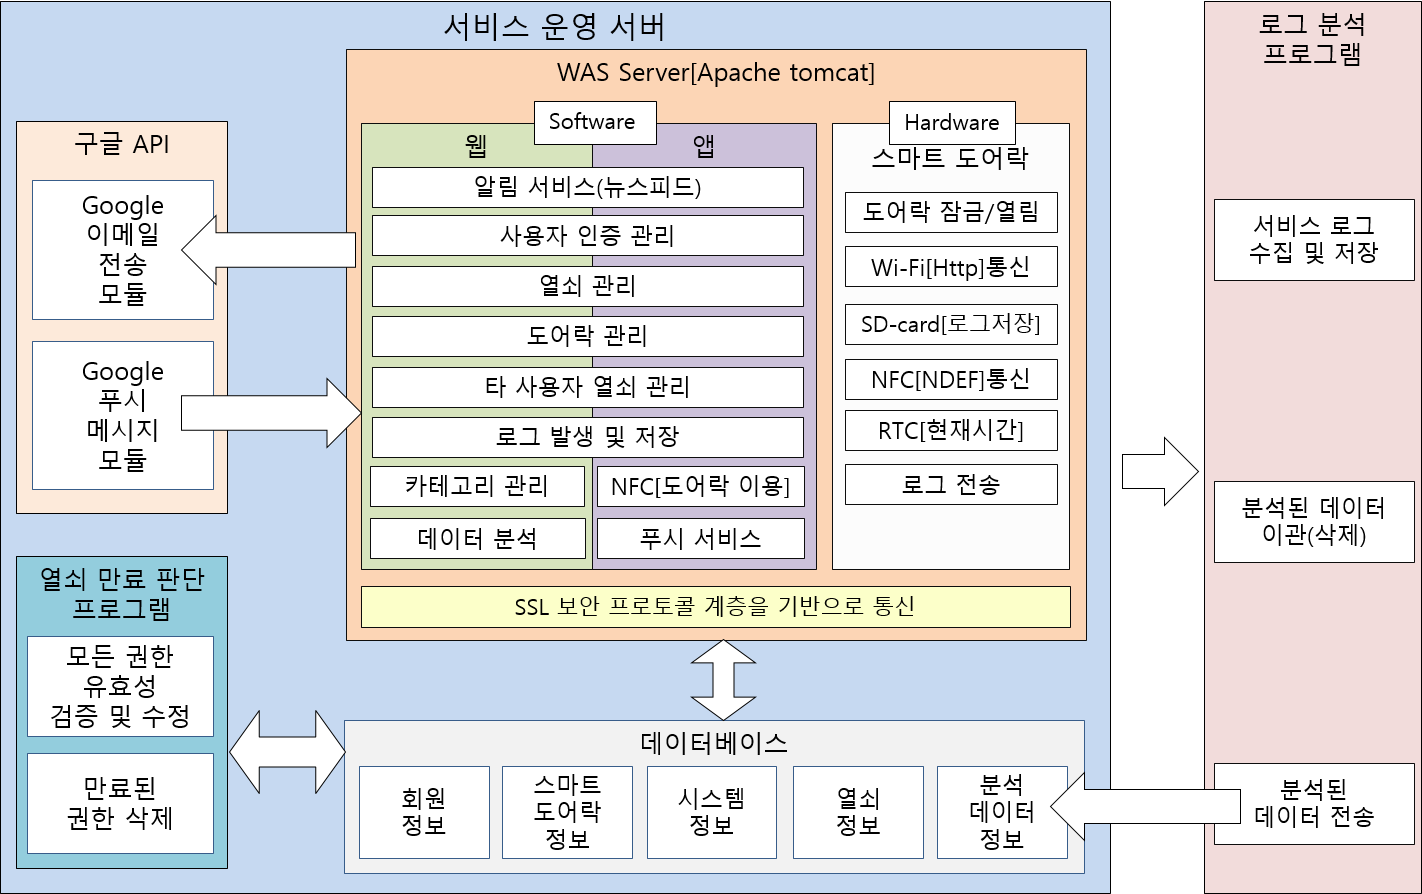 서비스 운영 서버
WAS Server[Apache tomcat]
구글 API
Google
이메일
전송
모듈
Google
푸시
메시지
모듈
열쇠 만료 판단
프로그램
모든 권한
유효성
검증 및 수정
만료된
권한 삭제
Software
웹
앱
알림 서비스(뉴스피드)
사용자 인증 관리
열쇠 관리
도어락 관리
타 사용자 열쇠 관리
로그 발생 및 저장
카테고리 관리
NFC[도어락 이용]
데이터 분석
푸시 서비스
Hardware
스마트 도어락
도어락 잠금/열림
Wi-Fi[Http]통신
SD-card[로그저장]
NFC[NDEF]통신
RTC[현재시간]
로그 전송
SSL 보안 프로토콜 계층을 기반으로 통신
데이터베이스
회원
정보
스마트
도어락
정보
시스템
정보
열쇠
정보
분석
데이터
정보
로그 분석
프로그램
서비스 로그
수집 및 저장
분석된 데이터
이관(삭제)
분석된
데이터 전송